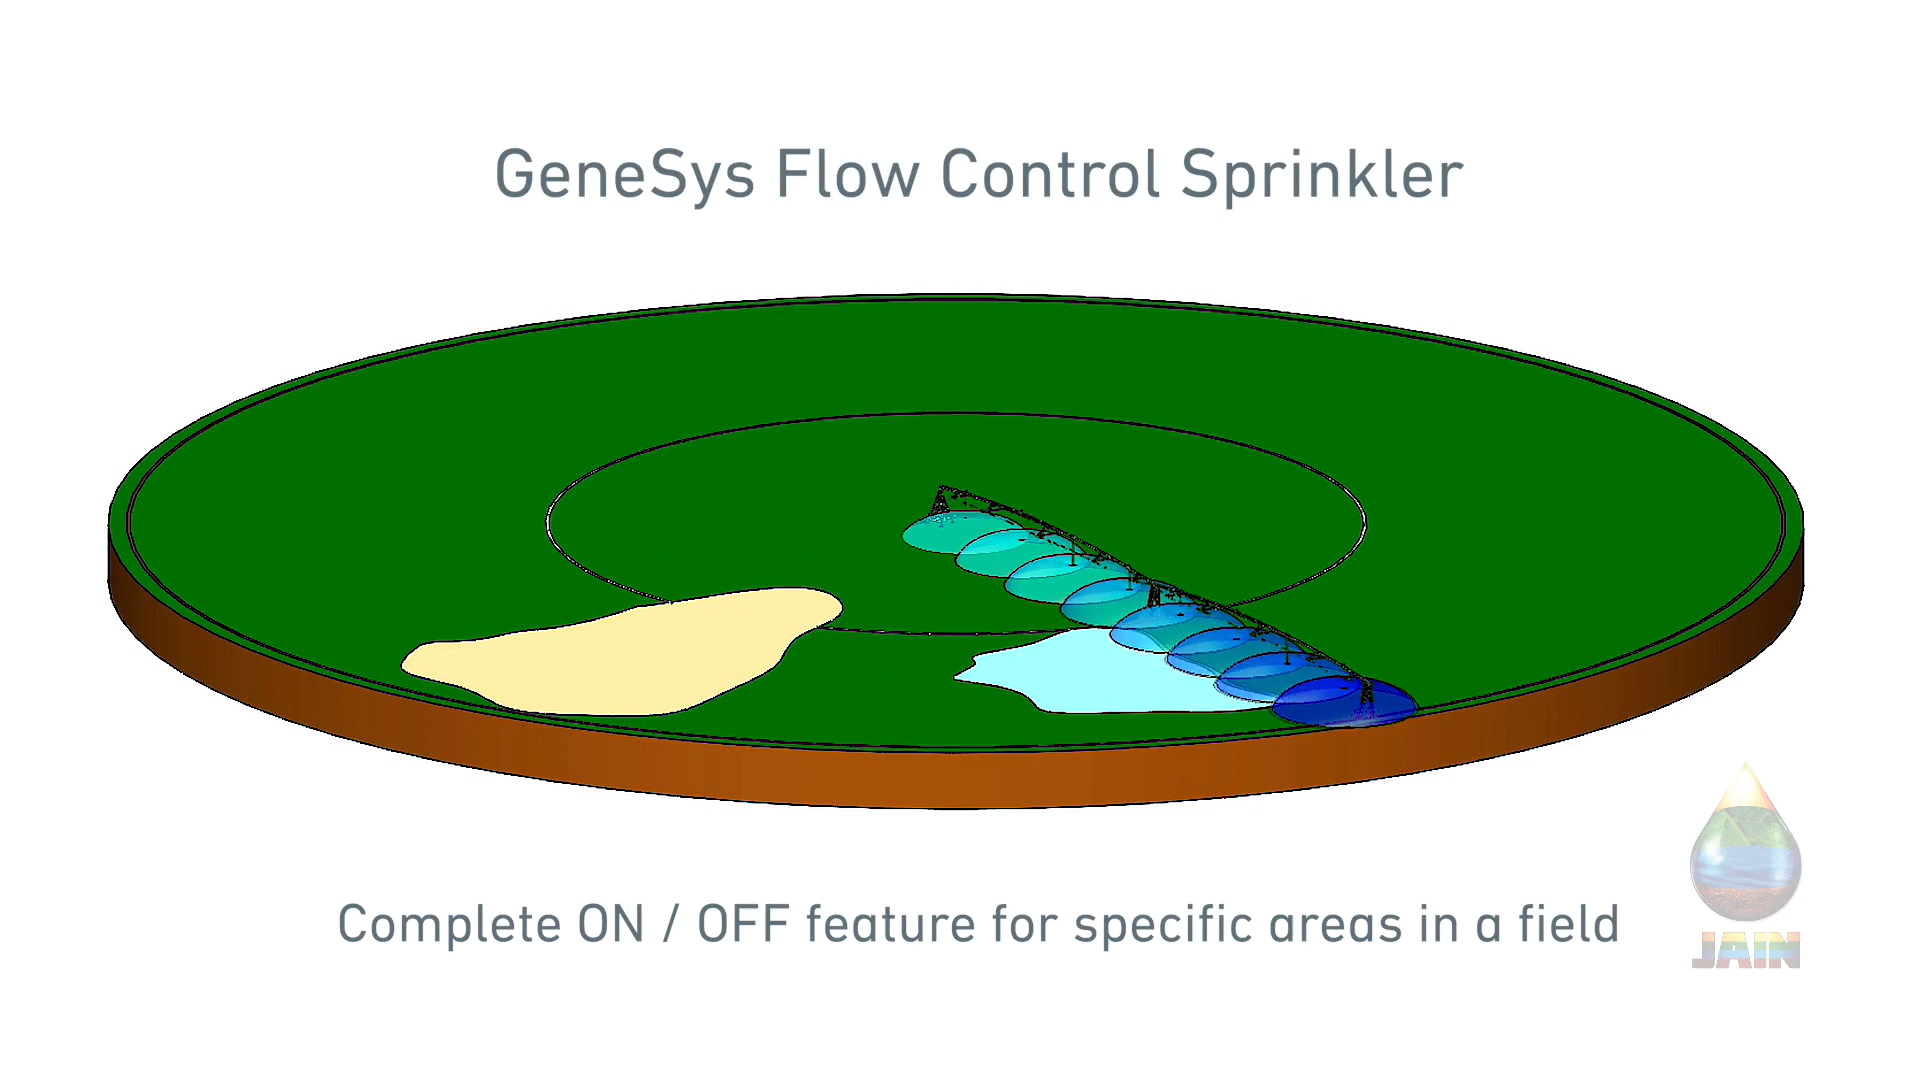 GeneSys Flow Control Sprinkler
Complete ON / OFF feature for specific areas in a field
JAIN